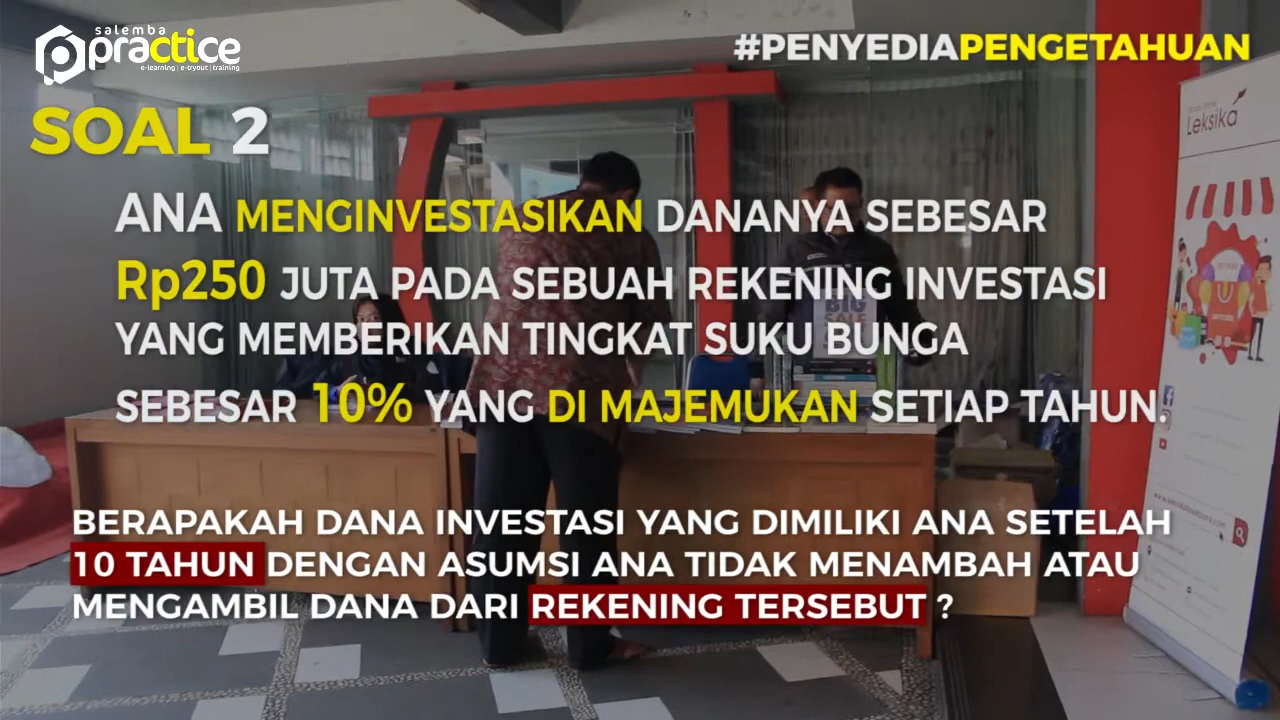 salemba
practice
e-learning | e-tryout | training
#PENYEDIAPENGETAHUAN
SOAL 2
ANA MENGINVESTASIKAN DANANYA SEBESAR
Rp250 JUTA PADA SEBUAH REKENING INVESTASI
YANG MEMBERIKAN TINGKAT SUKU BUNGA
SEBESAR 10% YANG DI MAJEMUKAN SETIAP TAHUN.
BERAPAKAH DANA INVESTASI YANG DIMILIKI ANA SETELAH
10 TAHUN DENGAN ASUMSI ANA TIDAK MENAMBAH ATAU
MENGAMBIL DANA DARI REKENING TERSEBUT ?
Leksika
BIG
SALE